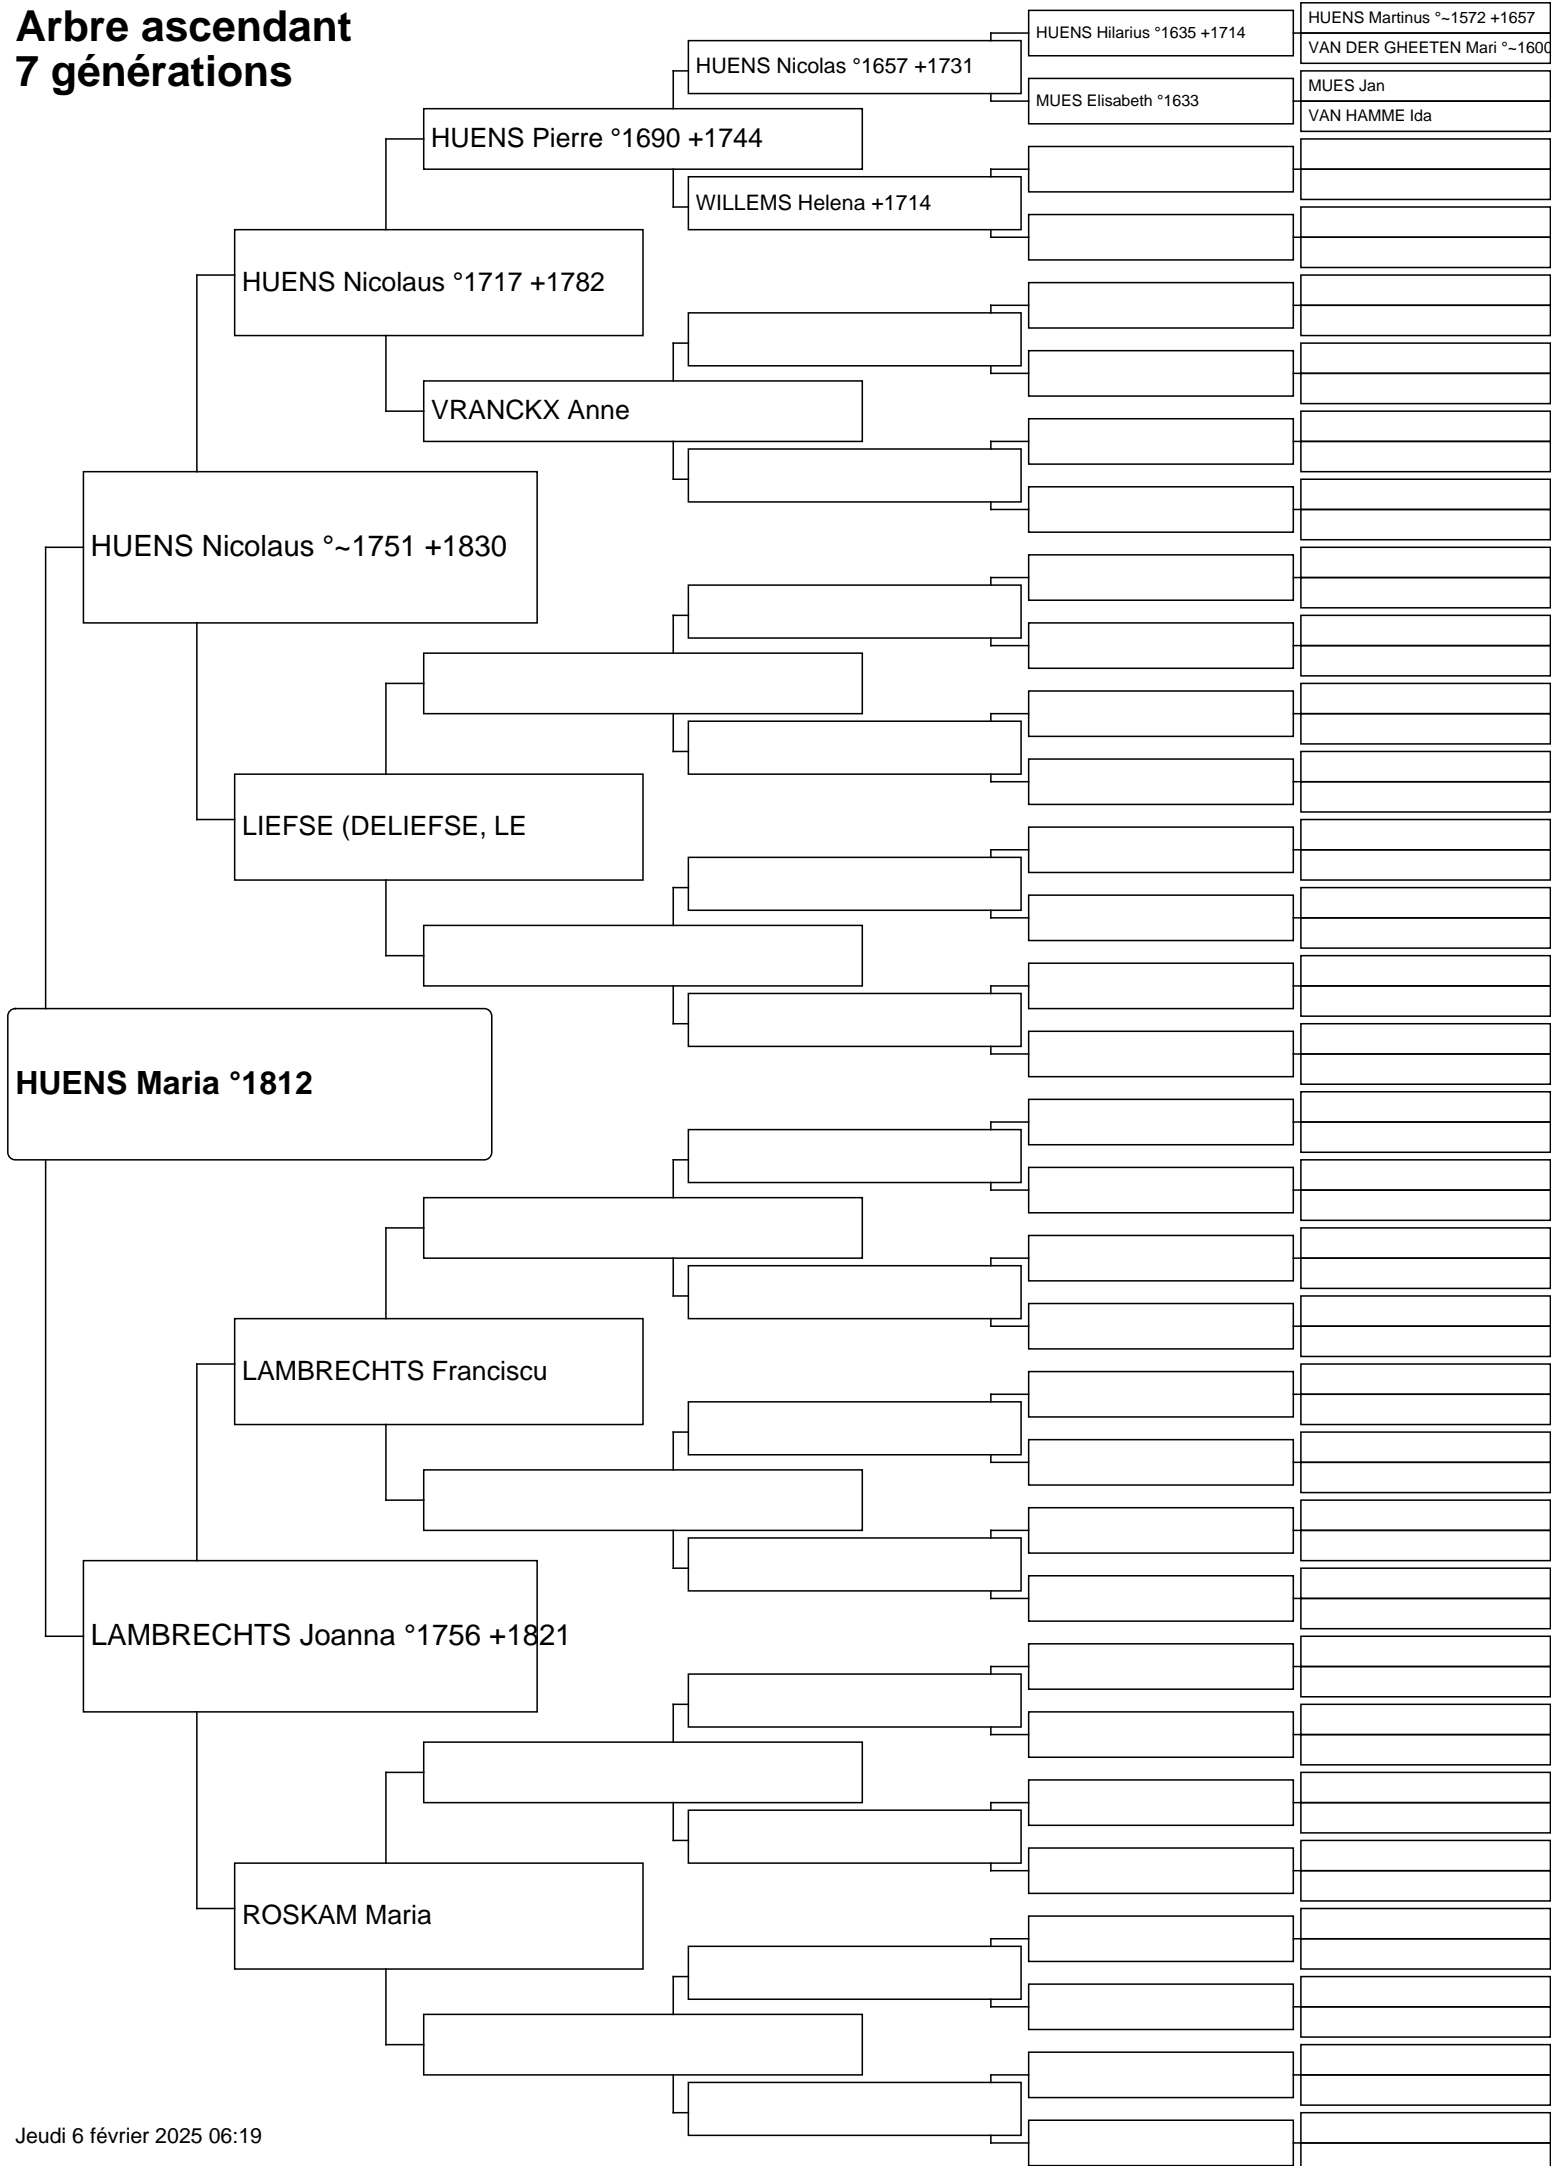 Arbre ascendant
7 générations
HUENS Martinus °~1572 +1657
HUENS Hilarius °1635 +1714
VAN DER GHEETEN Mari °~1600
HUENS Nicolas °1657 +1731
MUES Jan
MUES Elisabeth °1633
VAN HAMME Ida
HUENS Pierre °1690 +1744
WILLEMS Helena +1714
HUENS Nicolaus °1717 +1782
VRANCKX Anne
HUENS Nicolaus °~1751 +1830
LIEFSE (DELIEFSE, LE
HUENS Maria °1812
LAMBRECHTS Franciscu
LAMBRECHTS Joanna °1756 +1821
ROSKAM Maria
Jeudi 6 février 2025 06:19